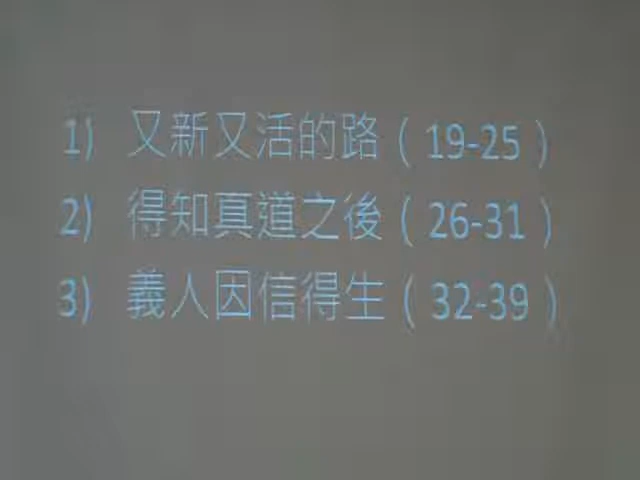 1) 又新又活的路（19-25）
2) 得知真道之後（26-31）
3) 義人因信得生（32-39）